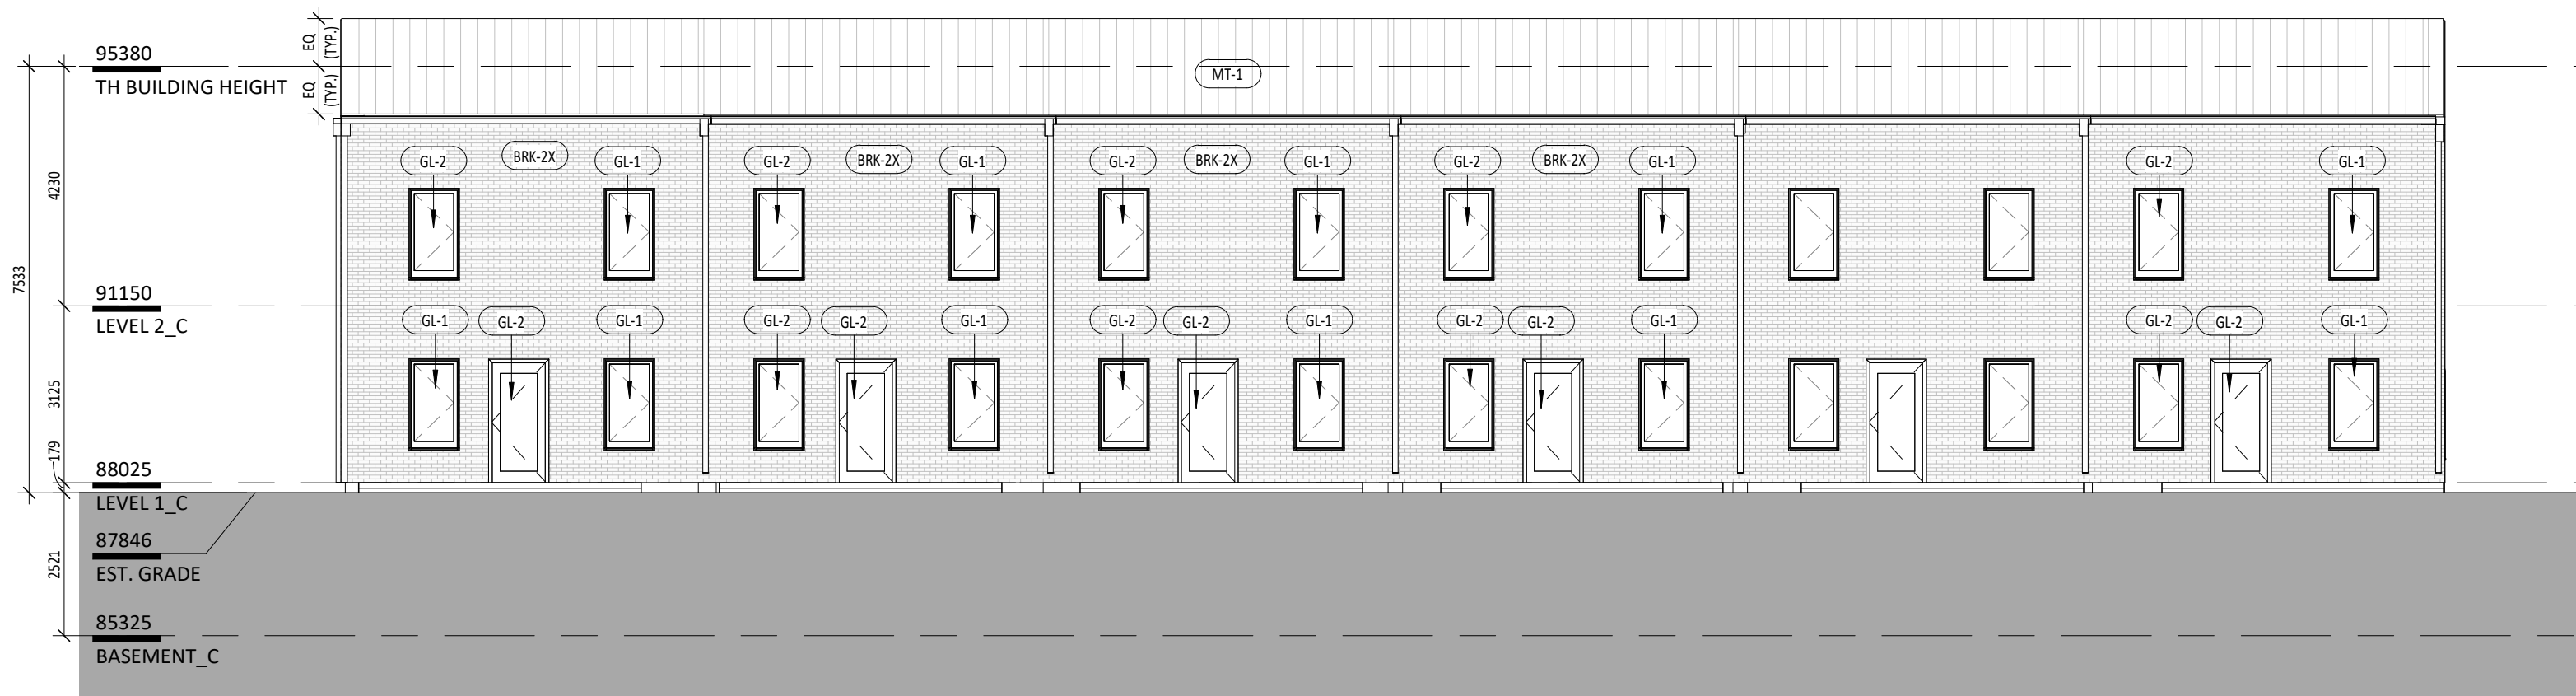 EQ
(TYP.)
95380
TH BUILDING HEIGHT
EQ
(TYP.)
MT-1
GL-2
BRK-2X
GL-1
GL-2
BRK-2X
GL-1
GL-2
BRK-2X
GL-1
GL-2
BRK-2X
GL-1
GL-2
GL-1
4230
7533
91150
LEVEL 2_C
GL-1
GL-2
GL-1
GL-2
GL-2
GL-1
GL-2
GL-2
GL-1
GL-2
GL-2
GL-1
GL-2
GL-2
GL-1
3125
179
88025
LEVEL 1_C
87846
EST. GRADE
2521
85325
BASEMENT_C